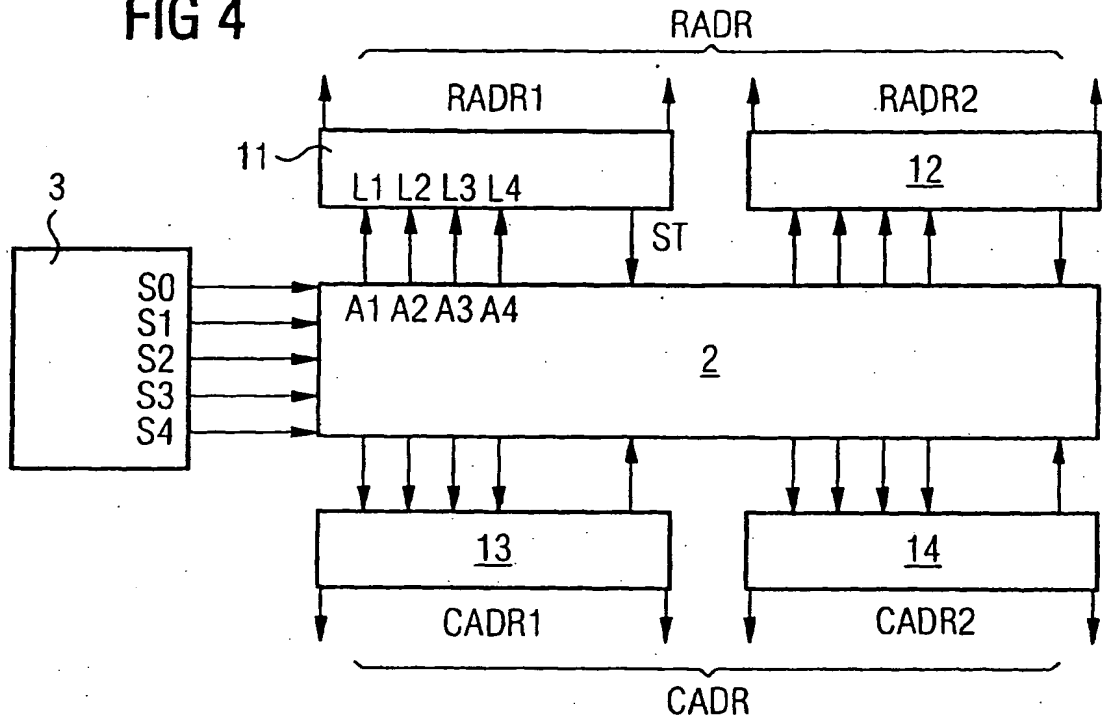 FIG 4
RADR
RADR1
RADR2
11
12
L1 L2 L3 L4
3
ST
S0
S1
S2
S3
S4
A1 A2 A3 A4
2
13
14
CADR1
CADR2
CADR